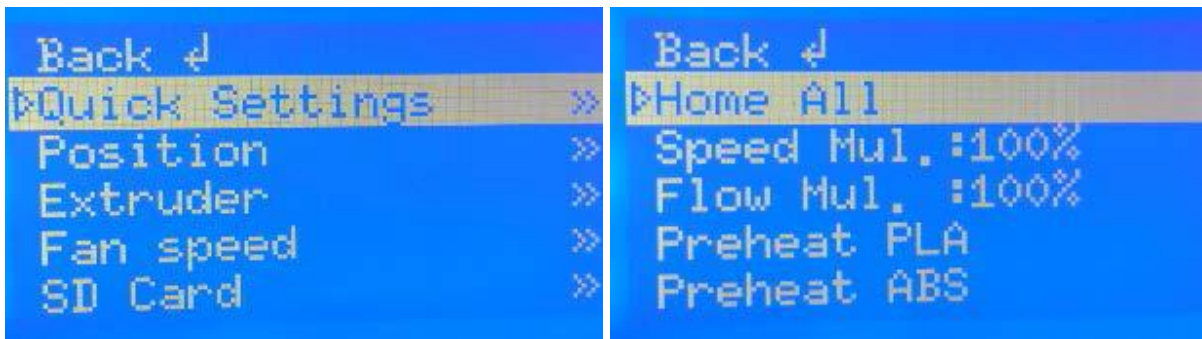 Back ↲
▷Quick Settings »
Position »
Extruder »
Fan speed »
SD Card »
Back ↲
▷Home All
Speed Mul.:100%
Flow Mul. :100%
Preheat PLA
Preheat ABS